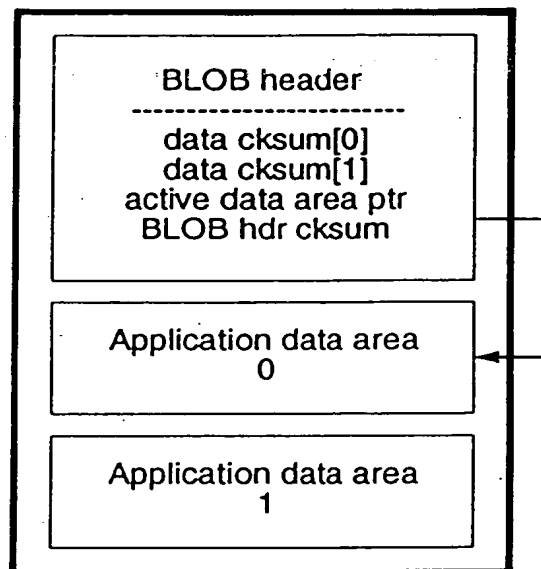 BLOB header
---------------------------
data cksum[0]
data cksum[1]
active data area ptr
BLOB hdr cksum
Application data area
0
Application data area
1